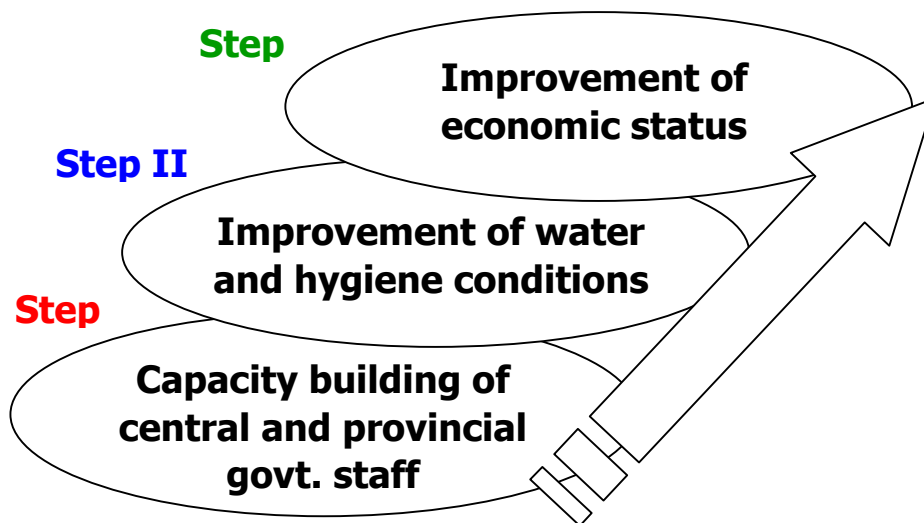 Step
Improvement of
economic status
Step II
Improvement of water
and hygiene conditions
Step
Capacity building of
central and provincial
govt. staff